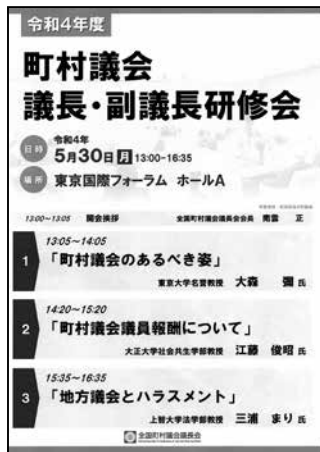 令和4年度
町村議会
議長・副議長研修会
日時 令和4年
5月30日 月 13:00-16:35
場所 東京国際フォーラム ホールA
13:00~13:05 開会挨拶 全国町村議会議長会会長 南雲 正
13:05~14:05
1 「町村議会のあるべき姿」
東京大学名誉教授 大森 彌 氏
14:20~15:20
2 「町村議会議員報酬について」
大正大学社会共生学部教授 江藤 俊昭 氏
15:35~16:35
3 「地方議会とハラスメント」
上智大学法学部教授 三浦 まり 氏
全国町村議会議長会